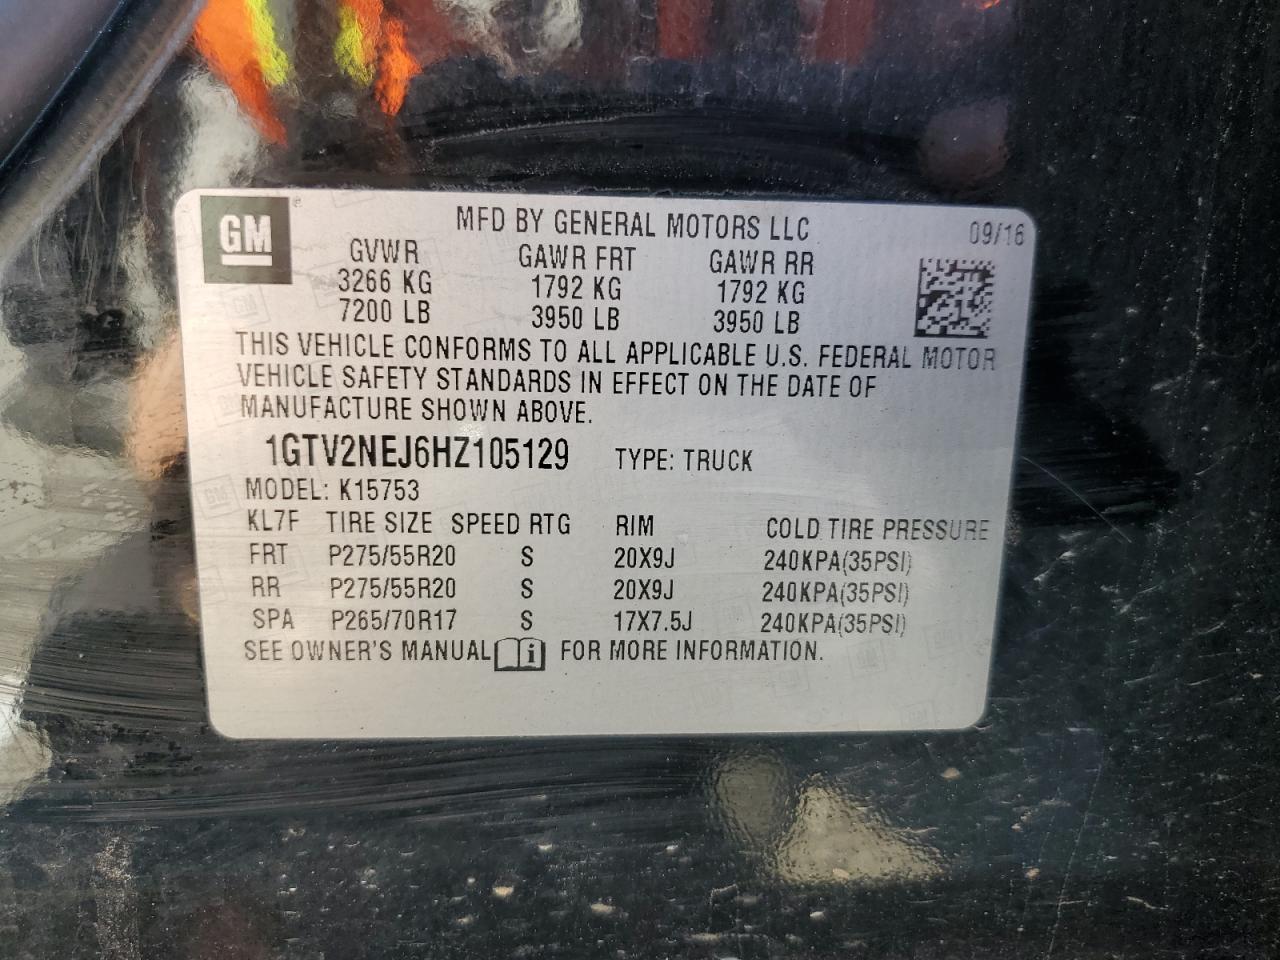 GM
MFD BY GENERAL MOTORS LLC 09/16
GVWR GAWR FRT GAWR RR
3266 KG 1792 KG 1792 KG
7200 LB 3950 LB 3950 LB
THIS VEHICLE CONFORMS TO ALL APPLICABLE U.S. FEDERAL MOTOR
VEHICLE SAFETY STANDARDS IN EFFECT ON THE DATE OF
MANUFACTURE SHOWN ABOVE.
1GTV2NEJ6HZ105129 TYPE: TRUCK
MODEL: K15753
KL7F TIRE SIZE SPEED RTG RIM COLD TIRE PRESSURE
FRT P275/55R20 S 20X9J 240KPA(35PSI)
RR P275/55R20 S 20X9J 240KPA(35PSI)
SPA P265/70R17 S 17X7.5J 240KPA(35PSI)
SEE OWNER'S MANUAL i FOR MORE INFORMATION.